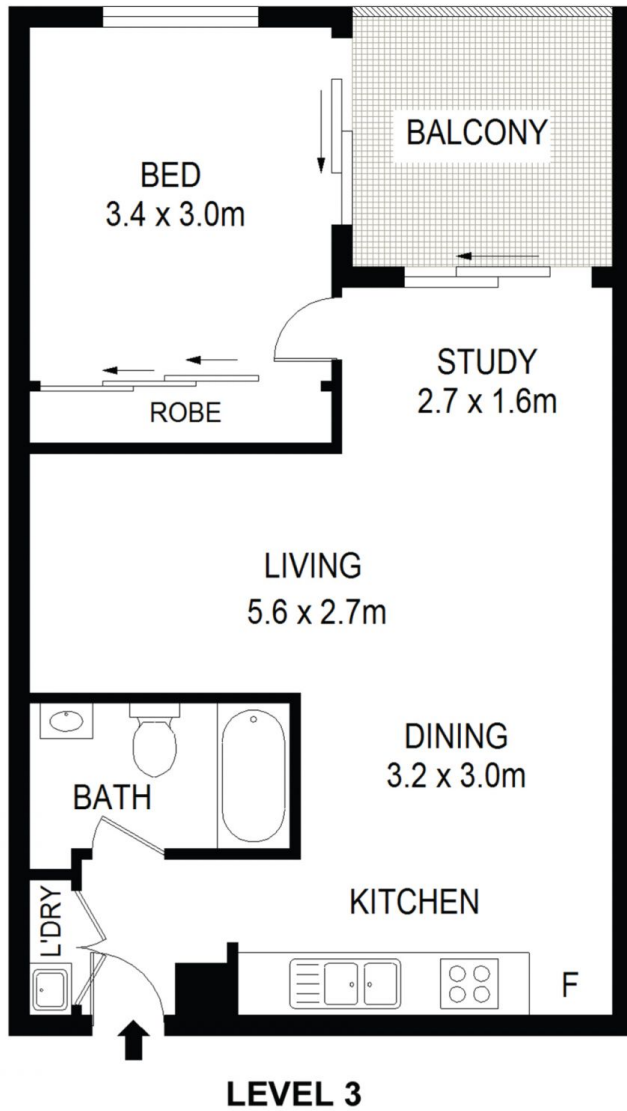 BALCONY
BED
3.4 x 3.0m
STUDY
2.7 x 1.6m
ROBE
LIVING
5.6 x 2.7m
DINING
3.2 x 3.0m
BATH
KITCHEN
L'DRY
F
LEVEL 3